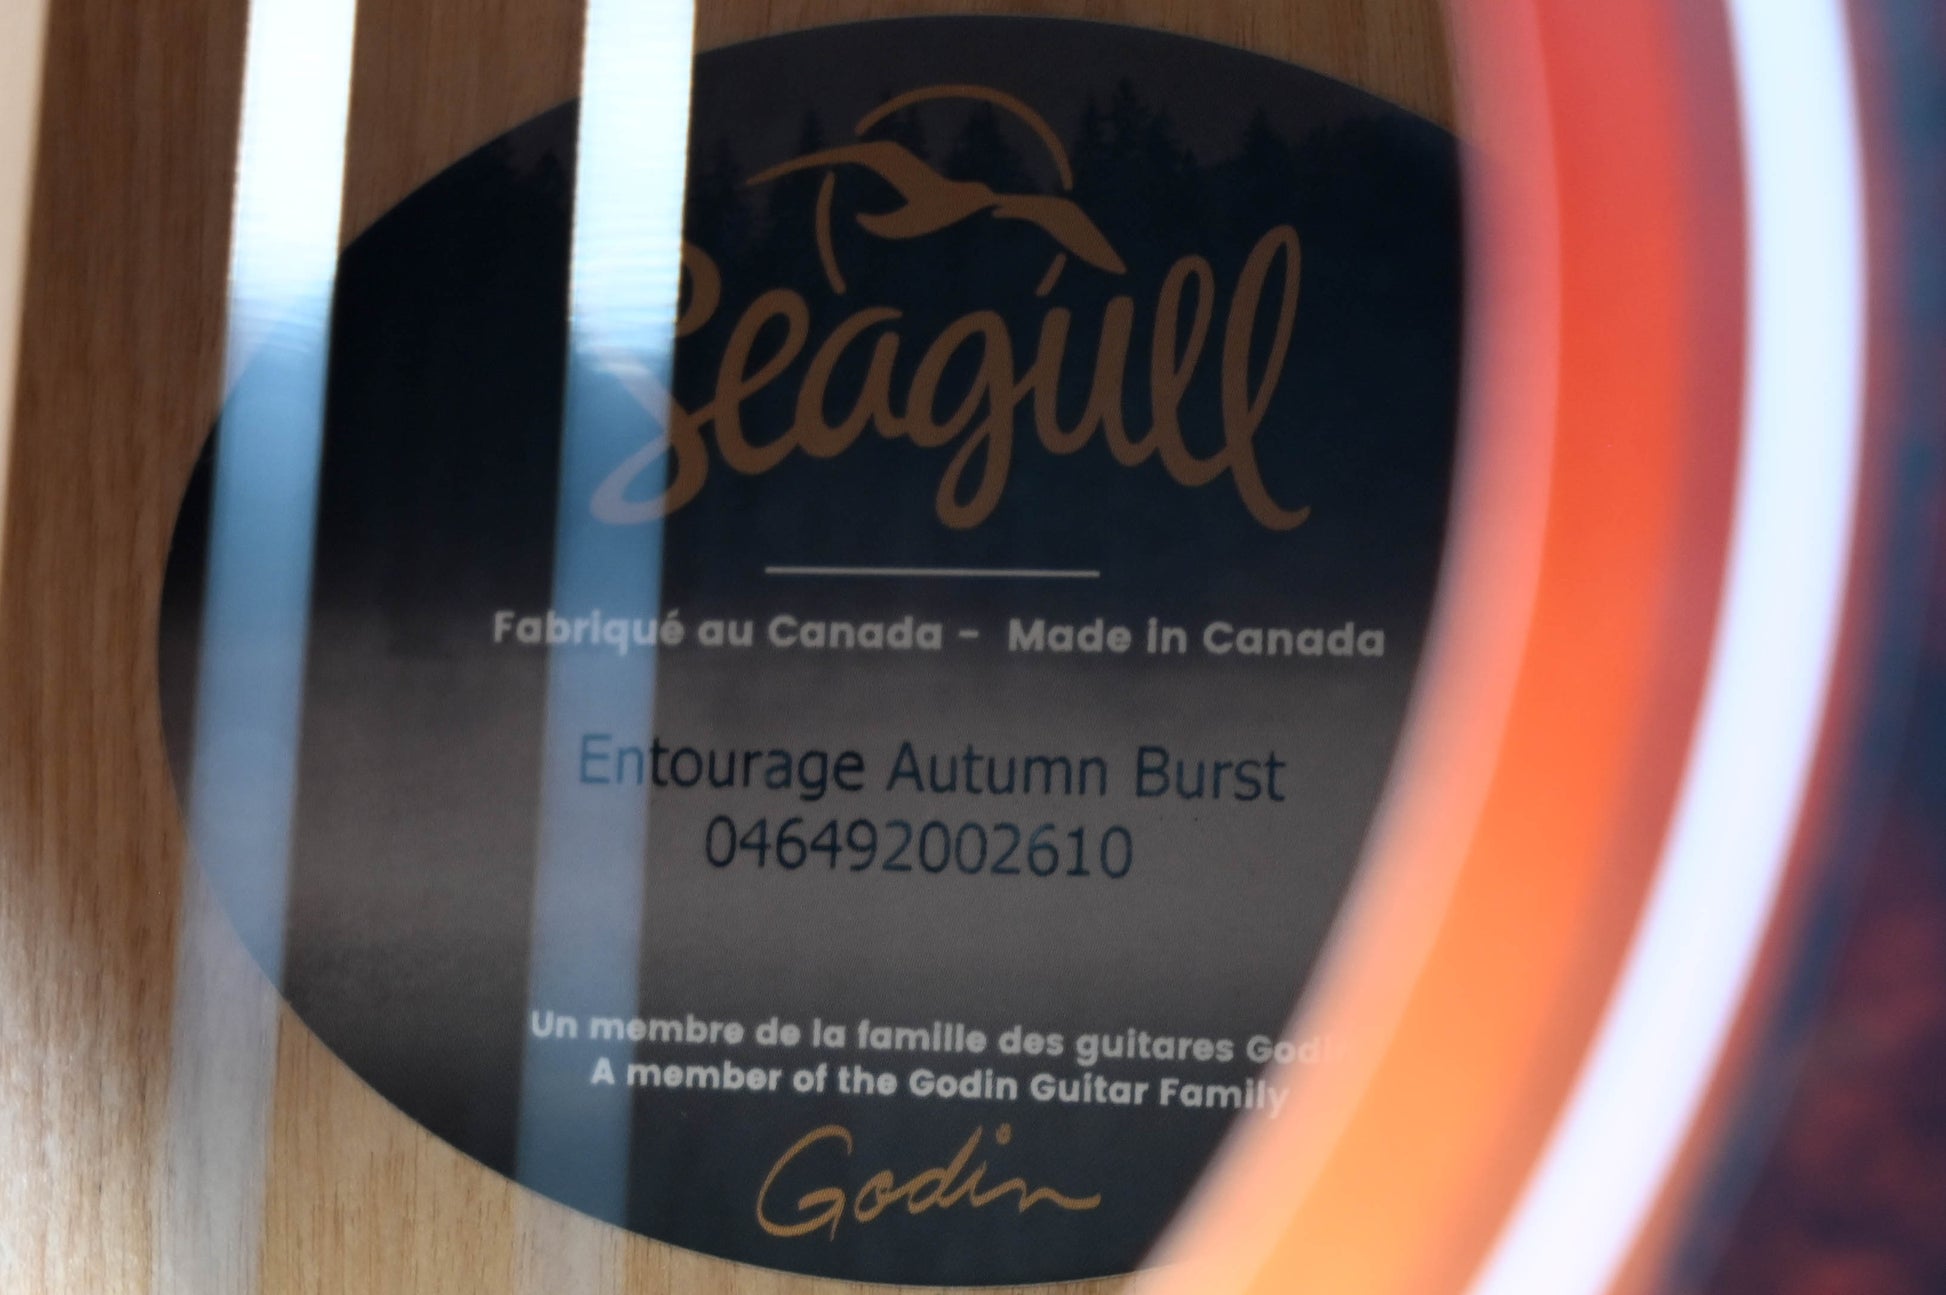 Seagull
Fabriqué au Canada - Made in Canada
Entourage Autumn Burst
046492002610
Un membre de la famille des guitares Godin
A member of the Godin Guitar Family
Godin